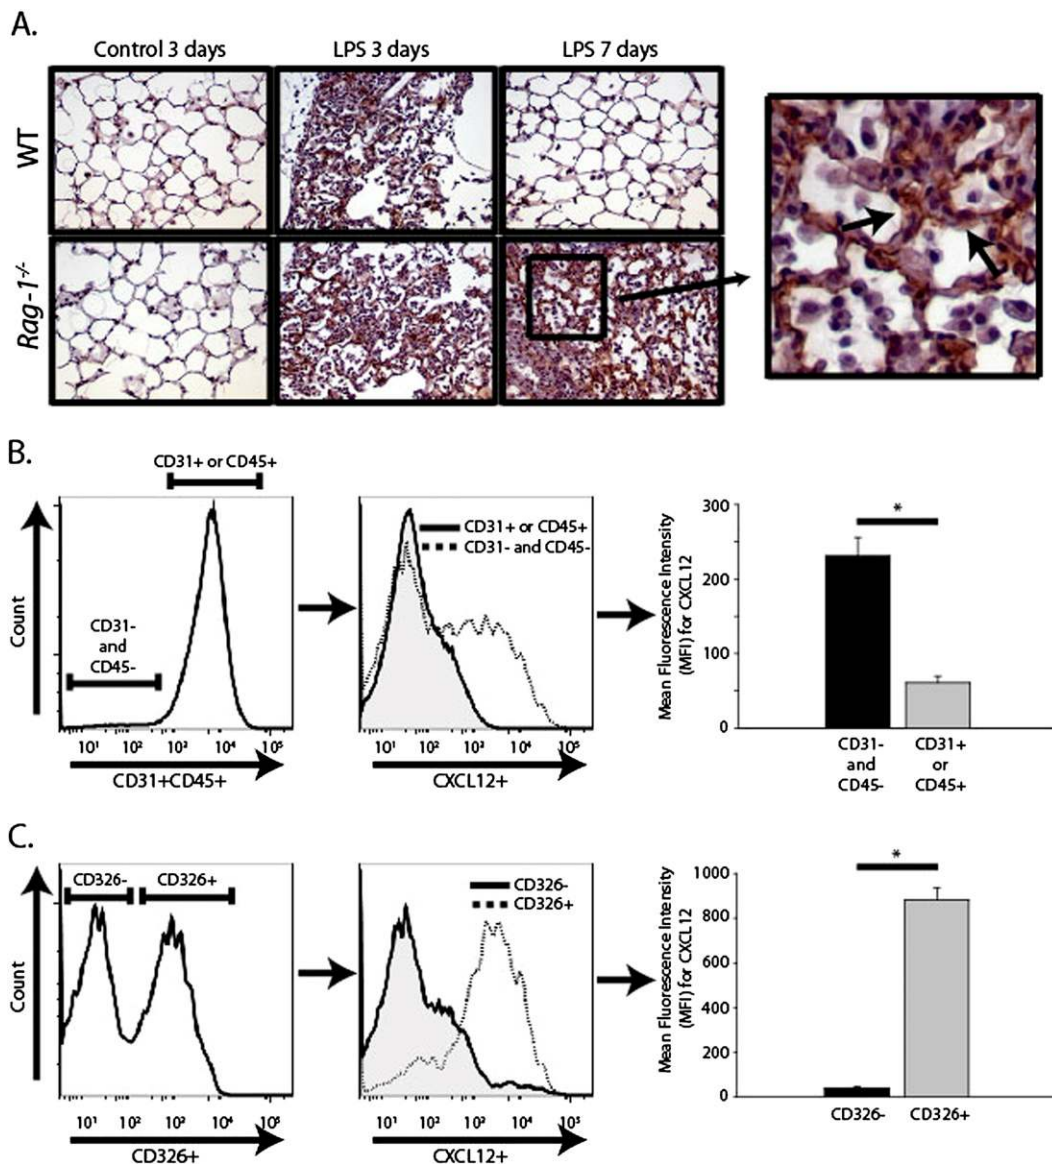 A.
Control 3 days LPS 3 days LPS 7 days
WT
Rag-1-/-
B.
CD31+ or CD45+
CD31-
and
CD45-
Count
10¹ 10² 10³ 10⁴ 10⁵
CD31+CD45+
CD31+ or CD45+
CD31- and CD45-
10¹ 10² 10³ 10⁴ 10⁵
CXCL12+
Mean Fluorescence Intensity
(MFI) for CXCL12
300
200
100
0
*
CD31-
and
CD45-
CD31+
or
CD45+
C.
CD326- CD326+
Count
10¹ 10² 10³ 10⁴ 10⁵
CD326+
CD326-
CD326+
10¹ 10² 10³ 10⁴ 10⁵
CXCL12+
Mean Fluorescence Intensity
(MFI) for CXCL12
1000
800
600
400
200
0
*
CD326- CD326+